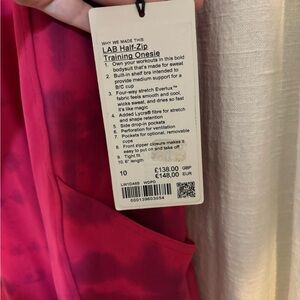 WHY WE MADE THIS
LAB Half-Zip
Training Onesie
1. Own your workouts in this bold
bodysuit that's made for sweat
2. Built-in shelf bra intended to
provide medium support for a
B/C cup
3. Four-way stretch Everlux™
fabric feels smooth and cool,
wicks sweat, and dries so fast
it's like magic
4. Added Lycra® fibre for stretch
and shape retention
5. Side drop-in pockets
6. Perforation for ventilation
7. Pockets for optional, removable
cups
8. Front zipper closure makes it
easy to put on and take off
9. Tight fit
10. 6" length
10
£138.00 GBP
€148,00 EUR
LW1DA6S WDPR